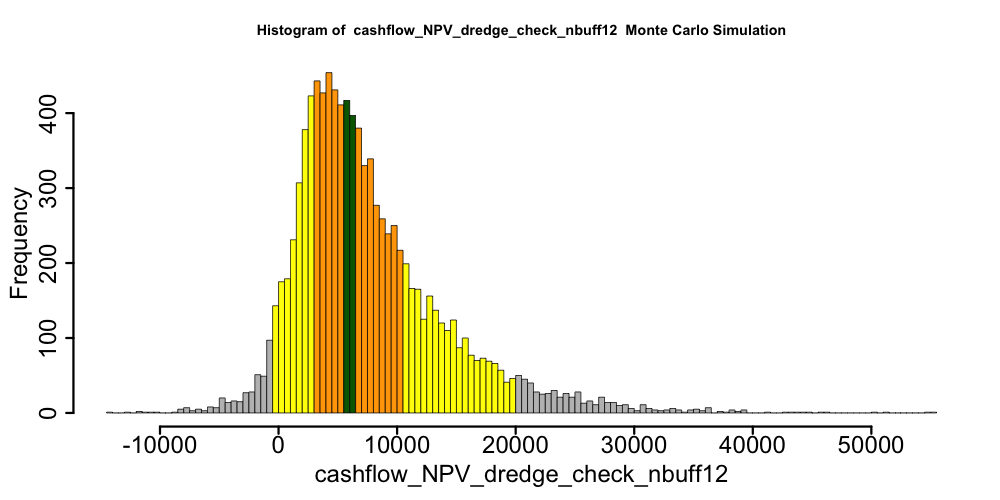 Histogram of  cashflow_NPV_dredge_check_nbuff12  Monte Carlo Simulation
Frequency
400
300
200
100
0
-10000 0 10000 20000 30000 40000 50000
cashflow_NPV_dredge_check_nbuff12